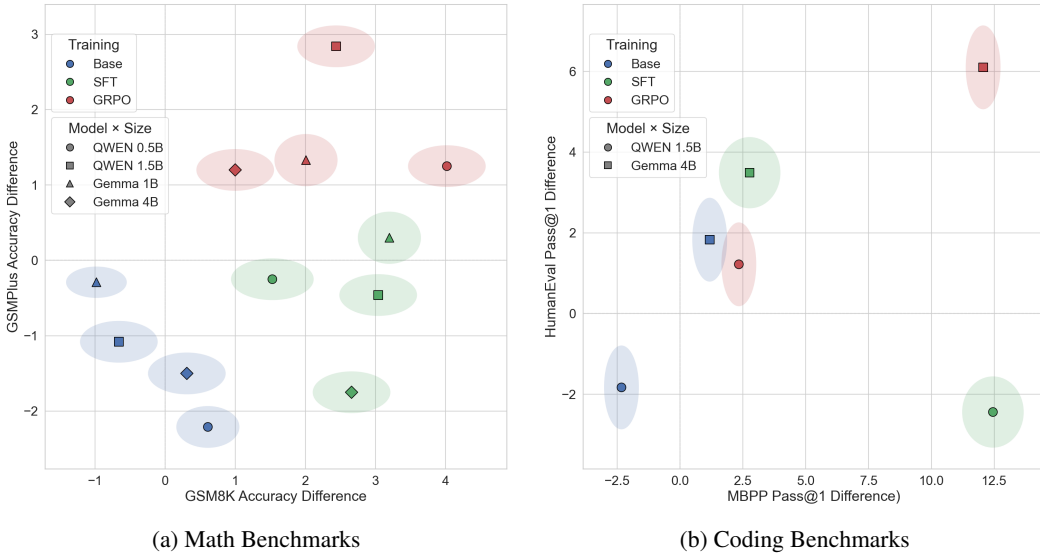 GSMPlus Accuracy Difference
3
2
1
0
−1
−2
Training
Base
SFT
GRPO
Model × Size
QWEN 0.5B
QWEN 1.5B
Gemma 1B
Gemma 4B
−1
0
1
2
3
4
GSM8K Accuracy Difference
(a) Math Benchmarks
HumanEval Pass@1 Difference
6
4
2
0
−2
Training
Base
SFT
GRPO
Model × Size
QWEN 1.5B
Gemma 4B
−2.5
0.0
2.5
5.0
7.5
10.0
12.5
MBPP Pass@1 Difference)
(b) Coding Benchmarks